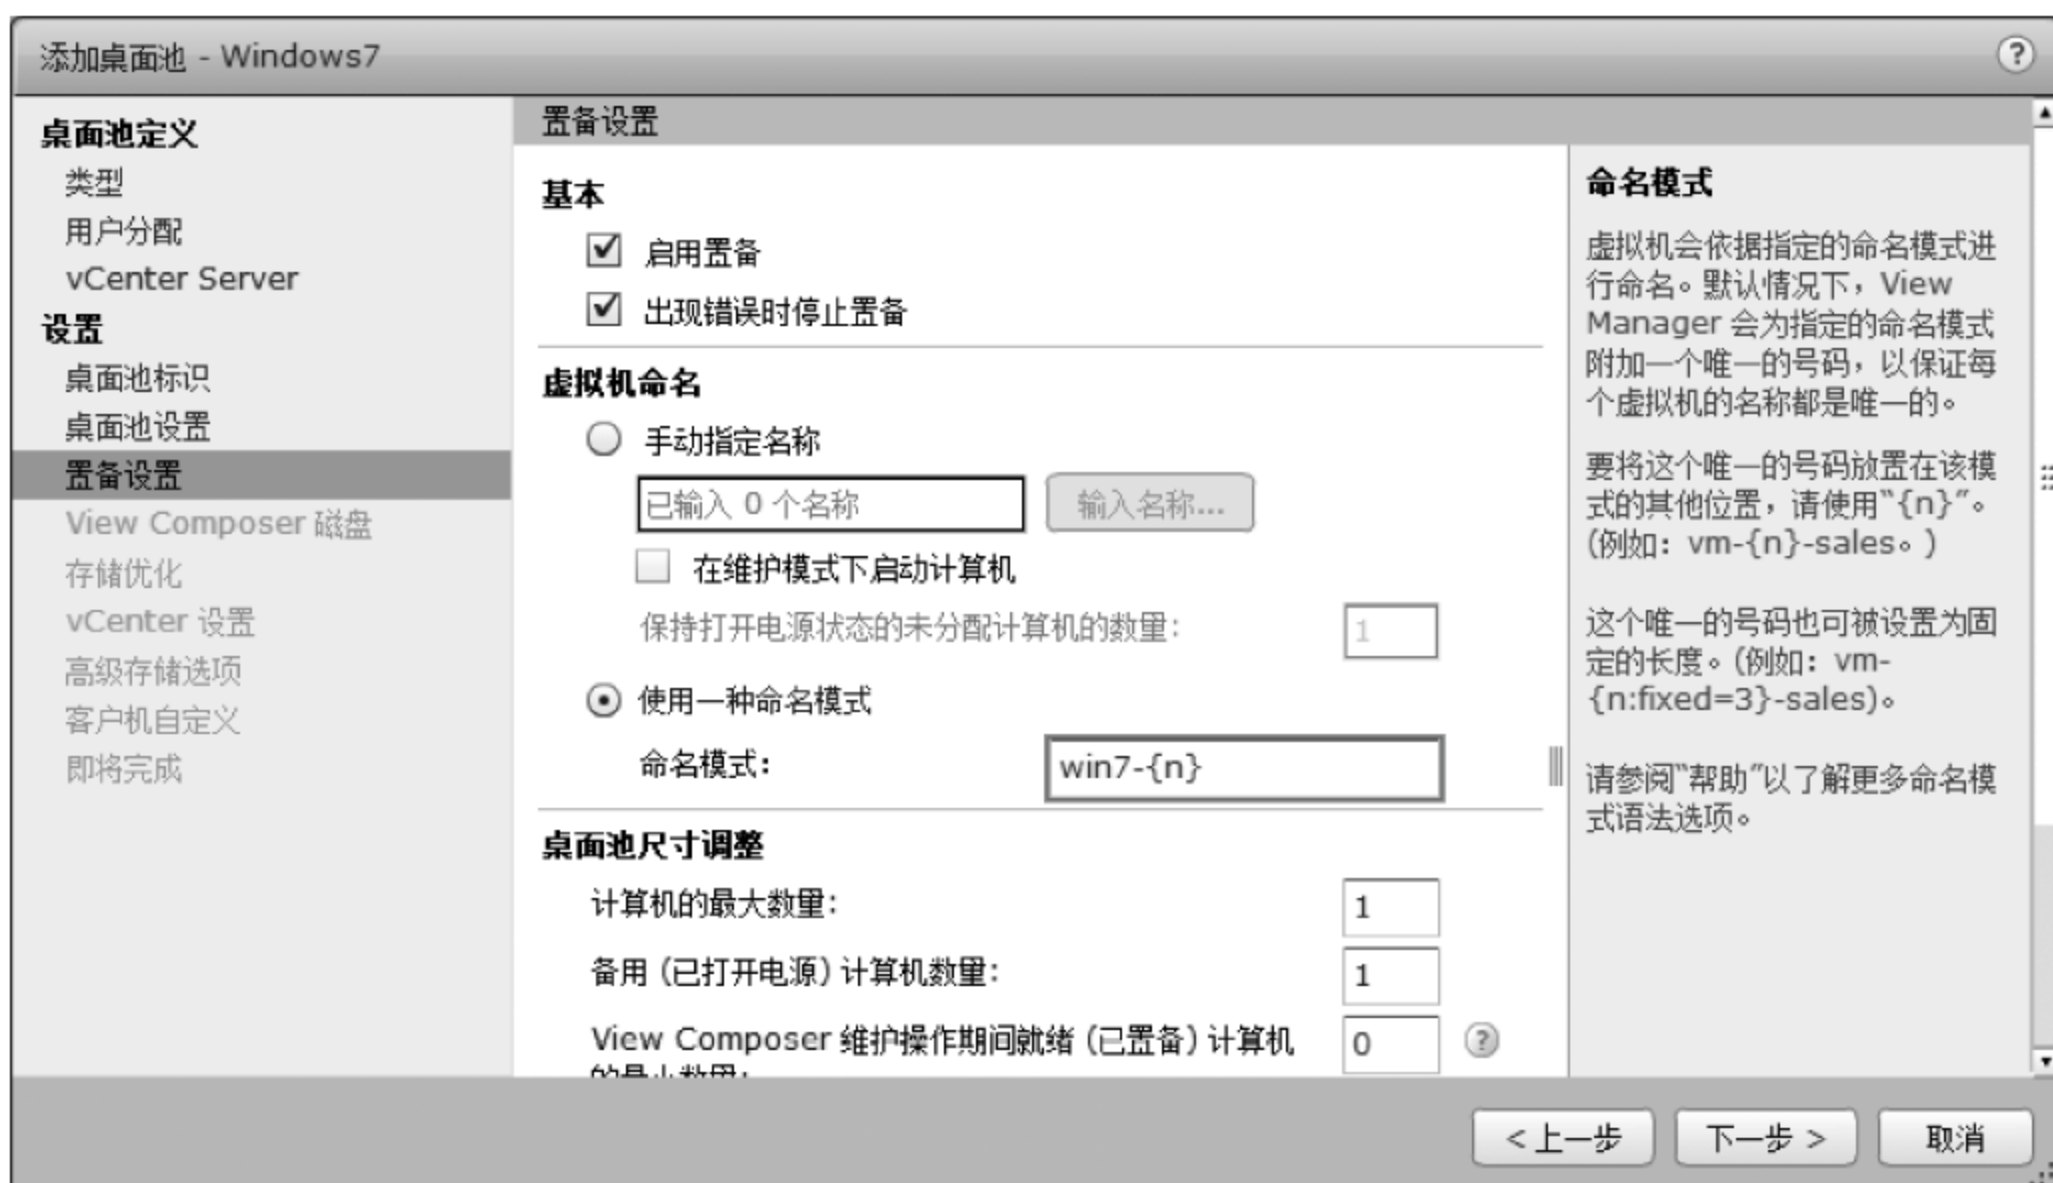 添加桌面池 - Windows7
?
桌面池定义
类型
用户分配
vCenter Server
设置
桌面池标识
桌面池设置
置备设置
View Composer 磁盘
存储优化
vCenter 设置
高级存储选项
客户机自定义
即将完成
置备设置
基本
启用置备
出现错误时停止置备
虚拟机命名
手动指定名称
已输入 0 个名称
输入名称...
在维护模式下启动计算机
保持打开电源状态的未分配计算机的数量:
1
使用一种命名模式
命名模式:
win7-{n}
桌面池尺寸调整
计算机的最大数量:
1
备用 (已打开电源) 计算机数量:
1
View Composer 维护操作期间就绪 (已置备) 计算机
的最小数量:
0
?
命名模式
虚拟机会依据指定的命名模式进
行命名。默认情况下，View
Manager 会为指定的命名模式
附加一个唯一的号码，以保证每
个虚拟机的名称都是唯一的。
要将这个唯一的号码放置在该模
式的其他位置，请使用“{n}”。
(例如: vm-{n}-sales。)
这个唯一的号码也可被设置为固
定的长度。(例如: vm-
{n:fixed=3}-sales)。
请参阅“帮助”以了解更多命名模
式语法选项。
< 上一步
下一步 >
取消